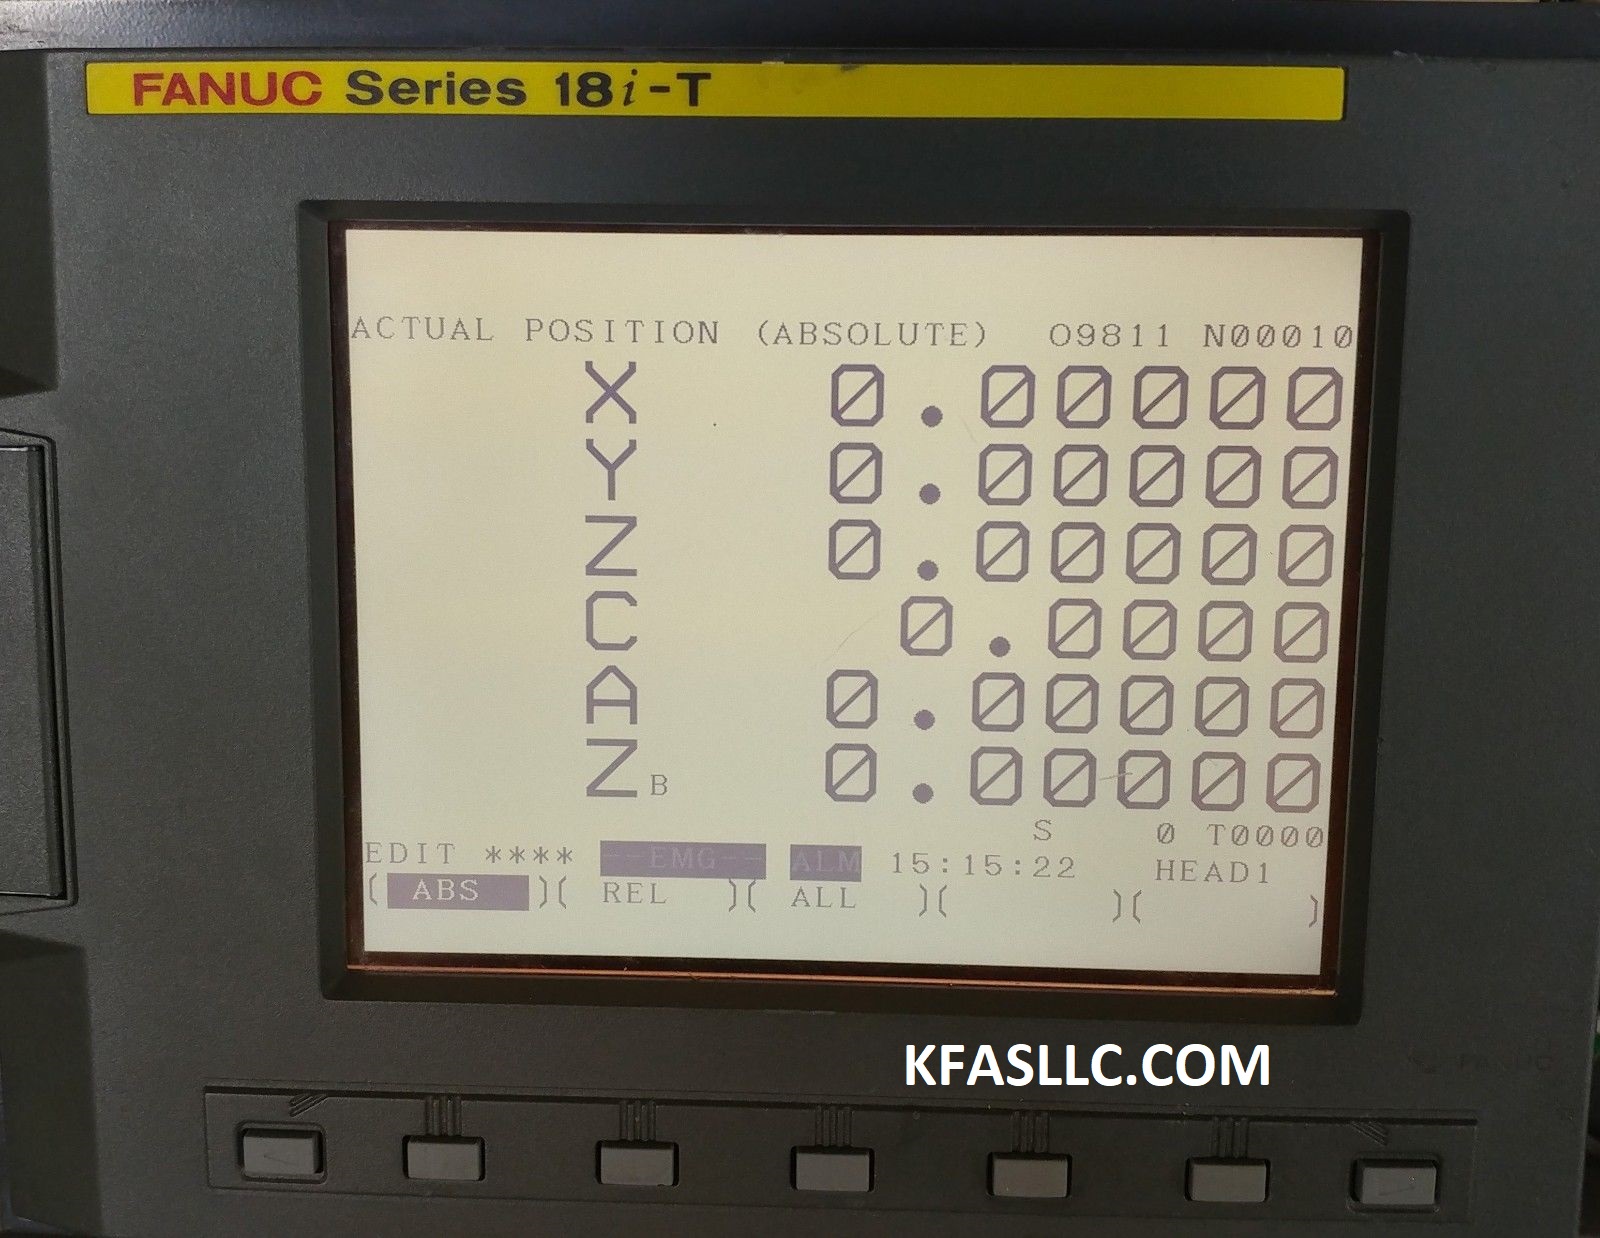 FANUC Series 18i-T
ACTUAL POSITION (ABSOLUTE) O9811 N00010
X 0.00000
Y 0.00000
Z 0.00000
C 0.0000
A 0.00000
ZB 0.00000
S 0 T0000
EDIT **** --EMG-- ALM 15:15:22 HEAD1
( ABS )( REL )( ALL )( )( )
KFASLLC.COM
FANUC